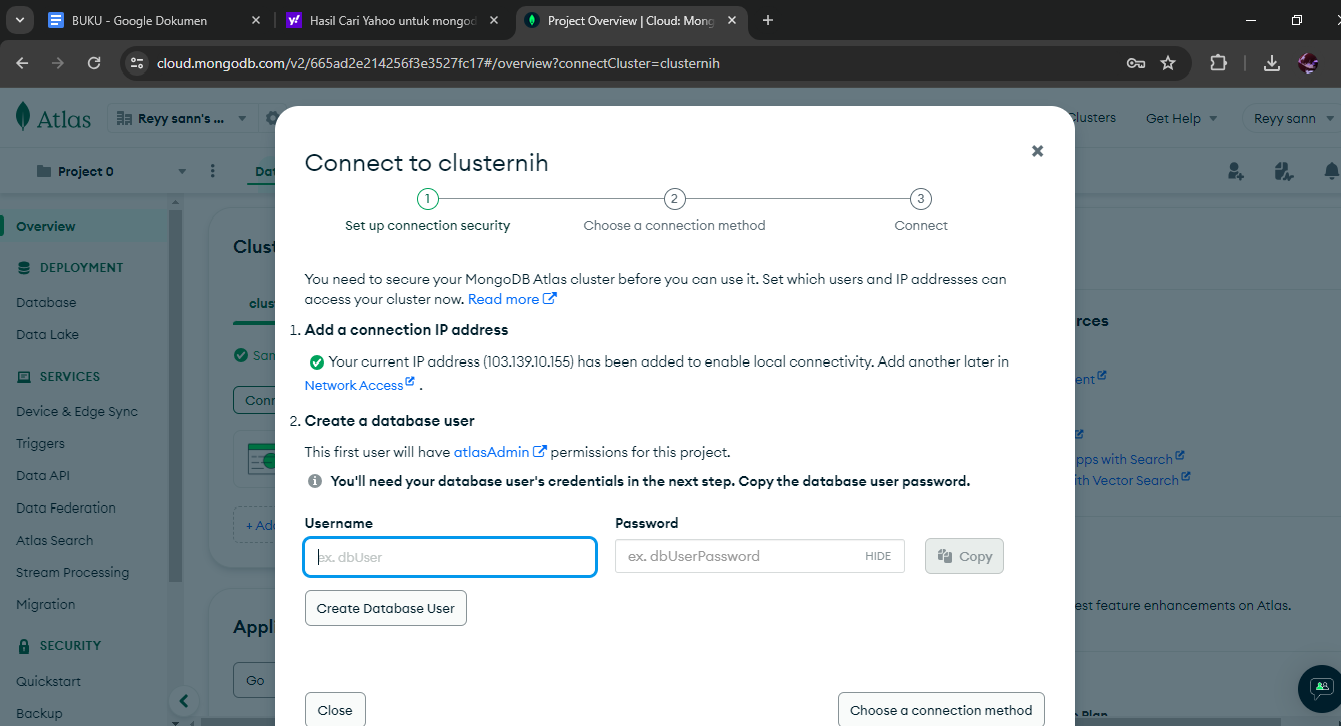 BUKU - Google Dokumen
Hasil Cari Yahoo untuk mongod
Project Overview | Cloud: Mong
cloud.mongodb.com/v2/665ad2e214256f3e3527fc17#/overview?connectCluster=clusternih
Atlas
Reyy sann's ...
Clusters
Get Help
Reyy sann
Project 0
Dat
Overview
DEPLOYMENT
Database
Data Lake
SERVICES
Device & Edge Sync
Triggers
Data API
Data Federation
Atlas Search
Stream Processing
Migration
SECURITY
Quickstart
Backup
Clust
clus
Sam
Conn
+ Add
Appli
Go
Connect to clusternih
1
2
3
Set up connection security
Choose a connection method
Connect
You need to secure your MongoDB Atlas cluster before you can use it. Set which users and IP addresses can
access your cluster now. Read more
1. Add a connection IP address
Your current IP address (103.139.10.155) has been added to enable local connectivity. Add another later in
Network Access .
2. Create a database user
This first user will have atlasAdmin permissions for this project.
You'll need your database user's credentials in the next step. Copy the database user password.
Username
Password
ex. dbUser
ex. dbUserPassword
HIDE
Copy
Create Database User
Close
Choose a connection method
rces
ent
pps with Search
ith Vector Search
est feature enhancements on Atlas.
Plan